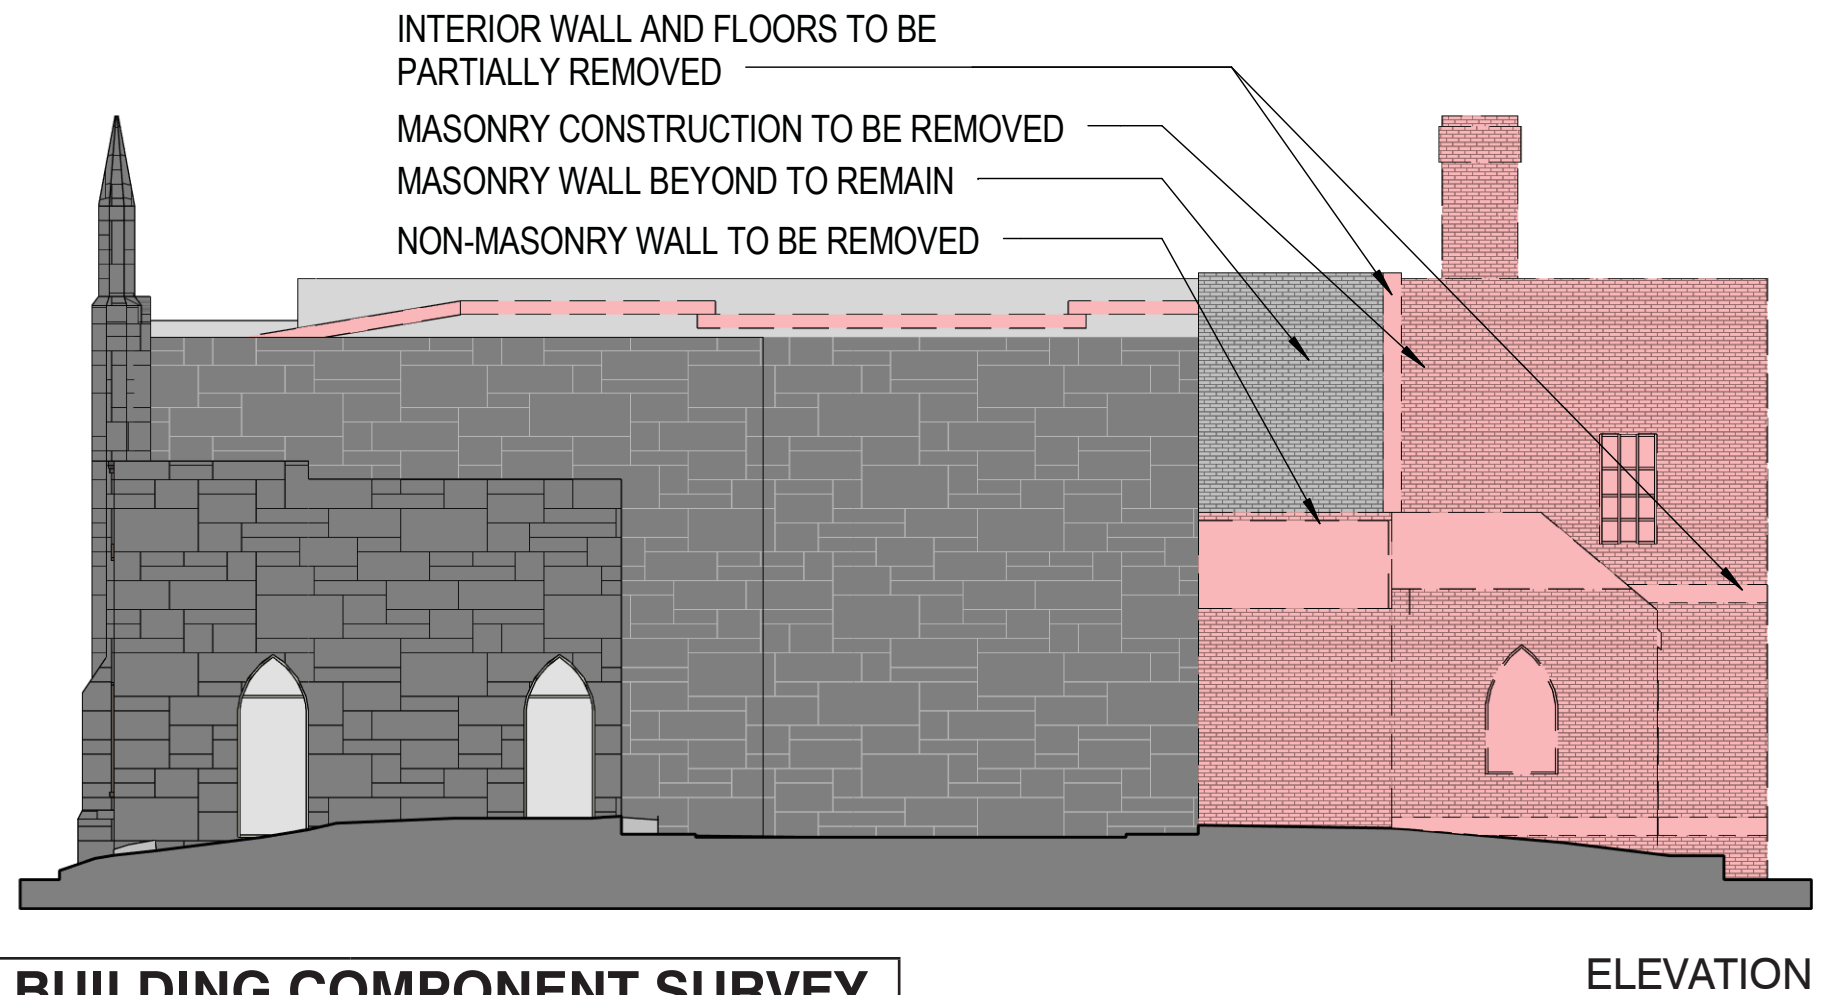 INTERIOR WALL AND FLOORS TO BE
PARTIALLY REMOVED
MASONRY CONSTRUCTION TO BE REMOVED
MASONRY WALL BEYOND TO REMAIN
NON-MASONRY WALL TO BE REMOVED
BUILDING COMPONENT SURVEY
ELEVATION